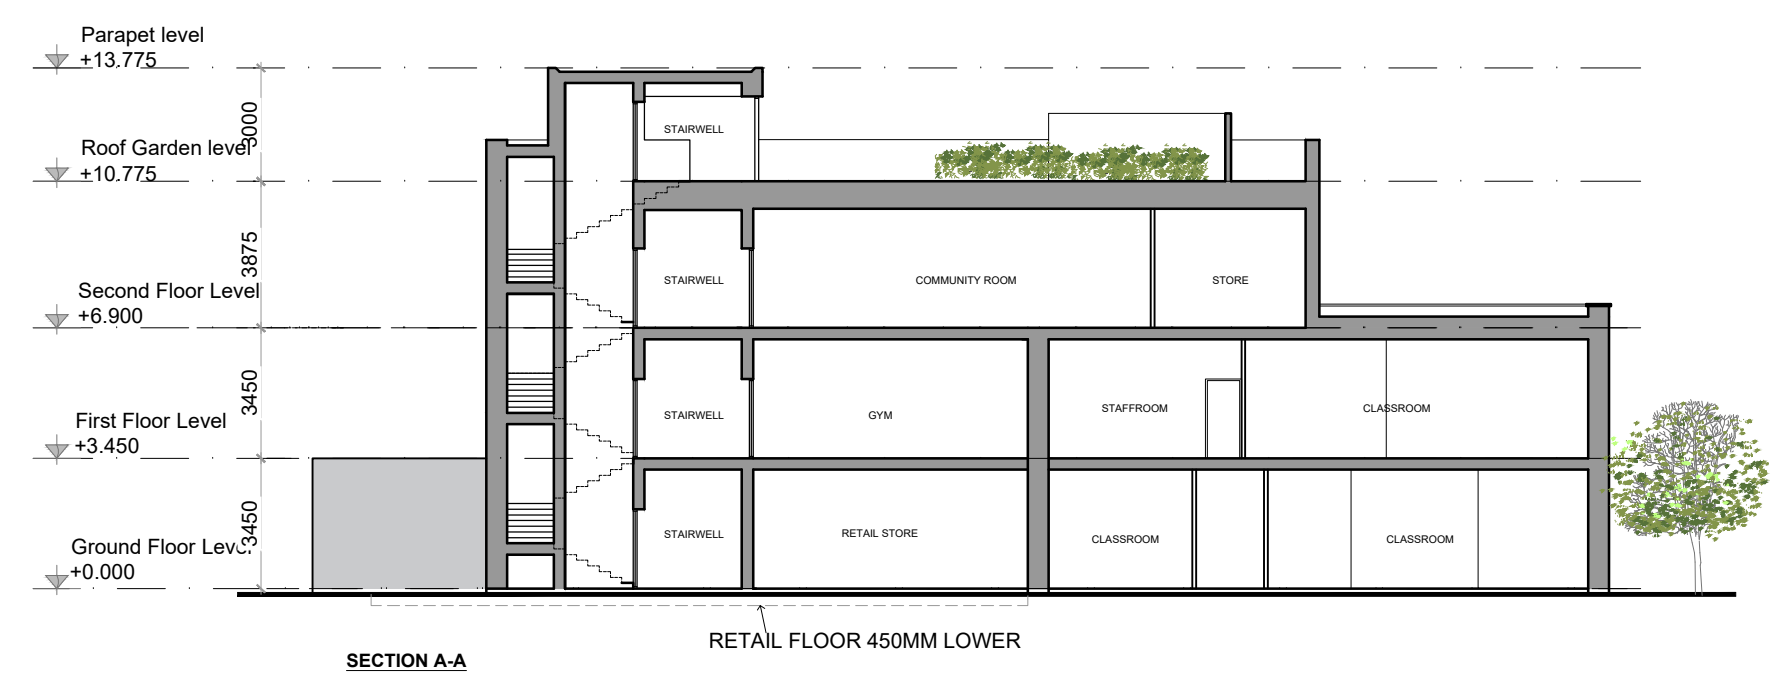 Parapet level
+13.775
3000
STAIRWELL
Roof Garden level
+10.775
3875
Second Floor Level
+6.900
STAIRWELL
COMMUNITY ROOM
STORE
3450
First Floor Level
+3.450
STAIRWELL
GYM
STAFFROOM
CLASSROOM
3450
Ground Floor Level
+0.000
STAIRWELL
RETAIL STORE
CLASSROOM
CLASSROOM
RETAIL FLOOR 450MM LOWER
SECTION A-A